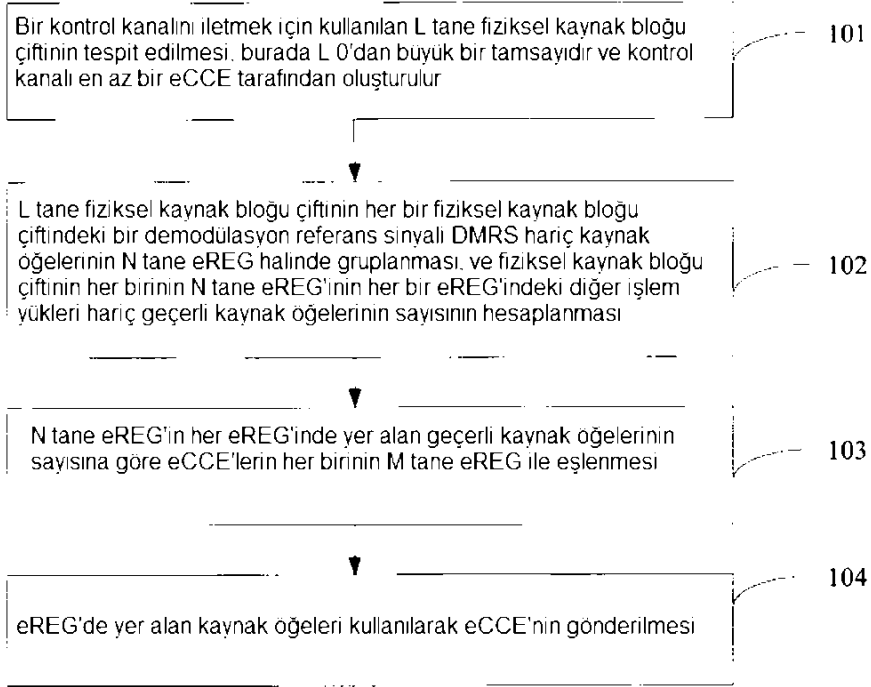 Bir kontrol kanalını iletmek için kullanılan L tane fiziksel kaynak bloğu
çiftinin tespit edilmesi, burada L 0'dan büyük bir tamsayıdır ve kontrol
kanalı en az bir eCCE tarafından oluşturulur
101
L tane fiziksel kaynak bloğu çiftinin her bir fiziksel kaynak bloğu
çiftindeki bir demodülasyon referans sinyali DMRS hariç kaynak
öğelerinin N tane eREG halinde gruplanması, ve fiziksel kaynak bloğu
çiftinin her birinin N tane eREG'inin her bir eREG'indeki diğer işlem
yükleri hariç geçerli kaynak öğelerinin sayısının hesaplanması
102
N tane eREG'in her eREG'inde yer alan geçerli kaynak öğelerinin
sayısına göre eCCE'lerin her birinin M tane eREG ile eşlenmesi
103
eREG'de yer alan kaynak öğeleri kullanılarak eCCE'nin gönderilmesi
104